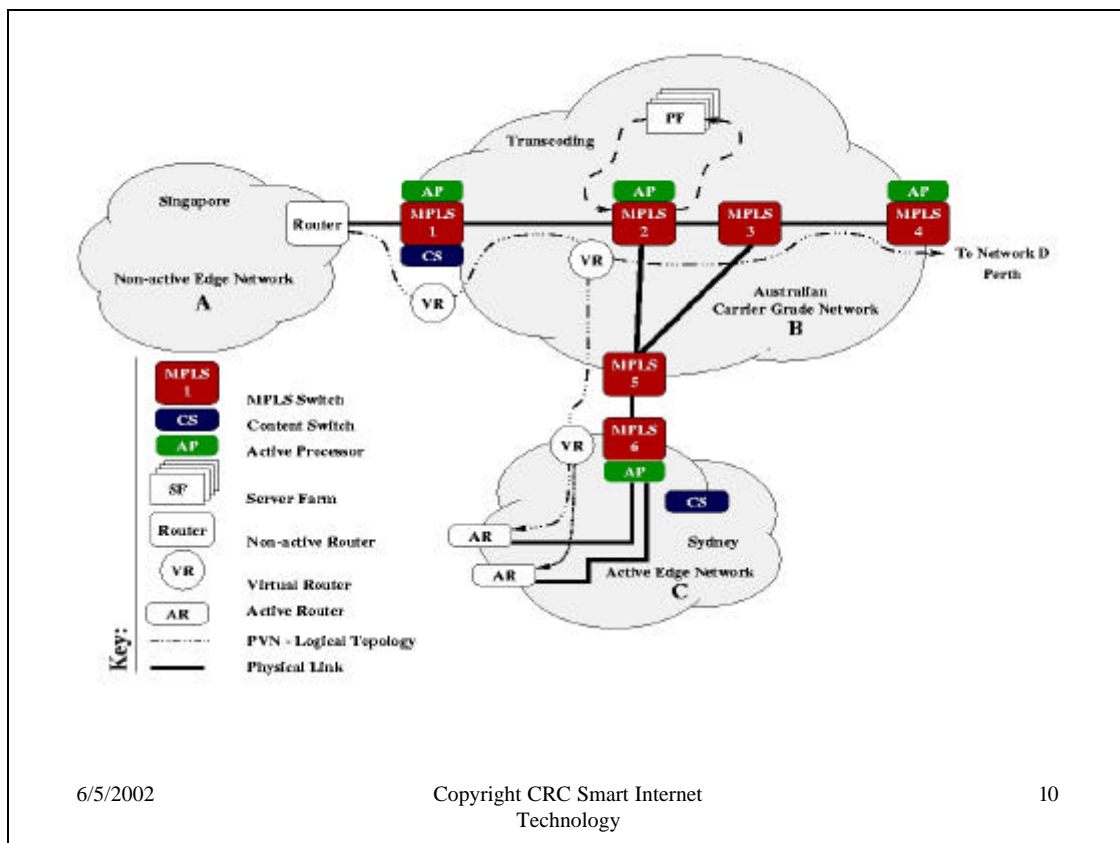 PF
Transcoding
AP
AP
AP
Singapore
MPLS
1
MPLS
2
MPLS
3
MPLS
4
Router
CS
VR
To Network D
Perth
Non-active Edge Network
A
VR
Australian
Carrier Grade Network
B
MPLS
5
MPLS
1
MPLS Switch
CS
Content Switch
AP
Active Processor
SF
Server Farm
Router
Non-active Router
VR
Virtual Router
AR
Active Router
PVN - Logical Topology
Physical Link
Key:
VR
MPLS
6
AP
CS
AR
Sydney
AR
Active Edge Network
C
6/5/2002
Copyright CRC Smart Internet
Technology
10